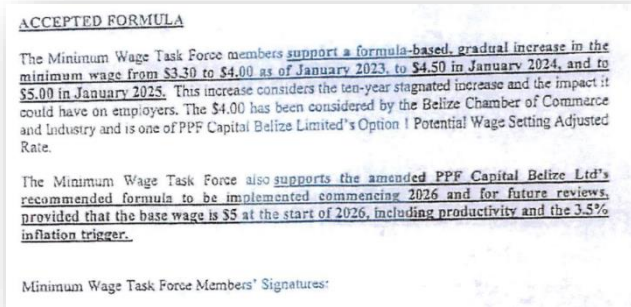 ACCEPTED FORMULA
The Minimum Wage Task Force members support a formula-based, gradual increase in the
minimum wage from $3.30 to $4.00 as of January 2023, to $4.50 in January 2024, and to
$5.00 in January 2025. This increase considers the ten-year stagnated increase and the impact it
could have on employers. The $4.00 has been considered by the Belize Chamber of Commerce
and Industry and is one of PPF Capital Belize Limited's Option 1 Potential Wage Setting Adjusted
Rate.
The Minimum Wage Task Force also supports the amended PPF Capital Belize Ltd's
recommended formula to be implemented commencing 2026 and for future reviews,
provided that the base wage is $5 at the start of 2026, including productivity and the 3.5%
inflation trigger.
Minimum Wage Task Force Members' Signatures: